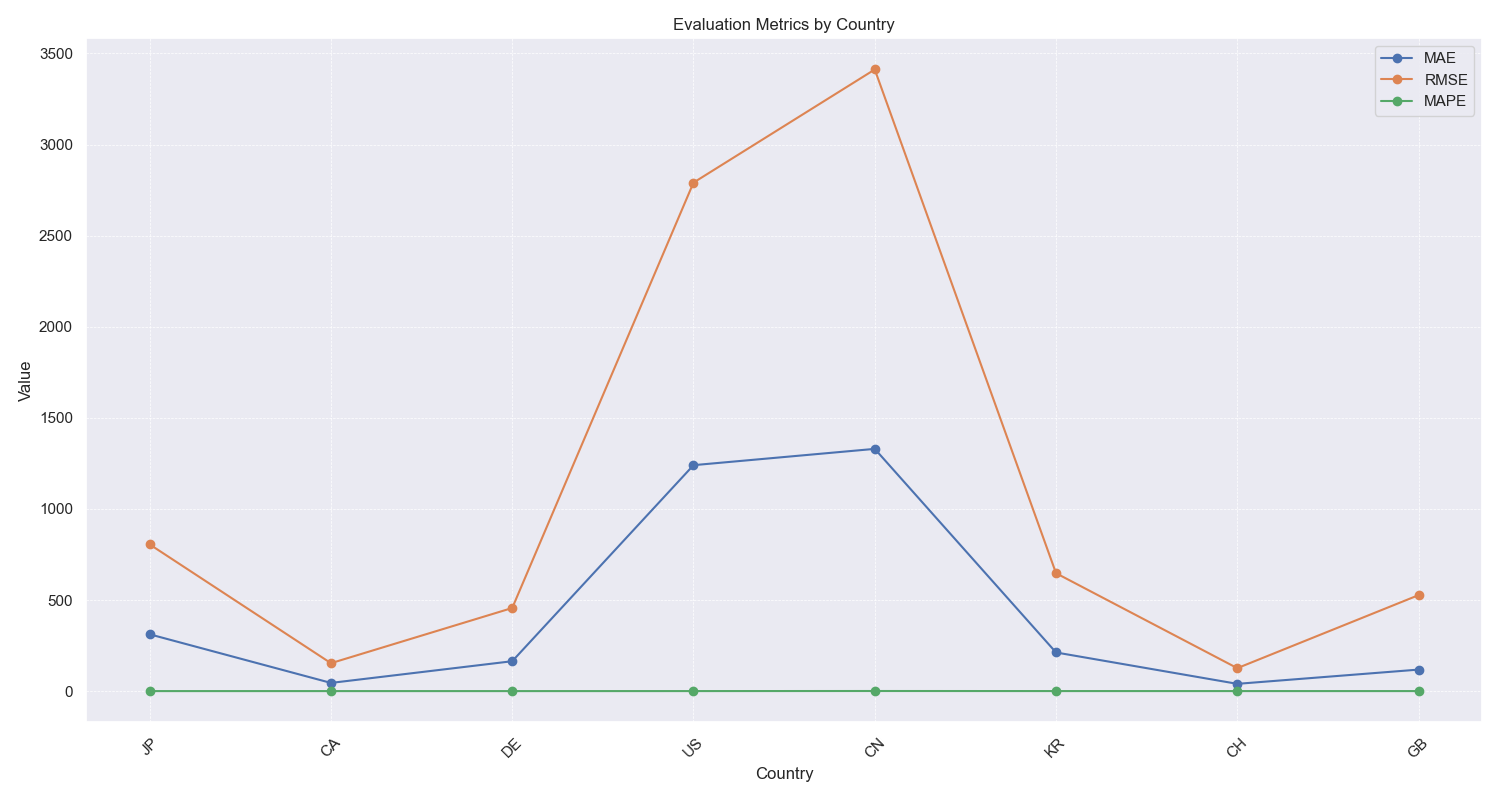 Evaluation Metrics by Country
MAE
RMSE
MAPE
Value
3500
3000
2500
2000
1500
1000
500
0
JP
CA
DE
US
CN
KR
CH
GB
Country